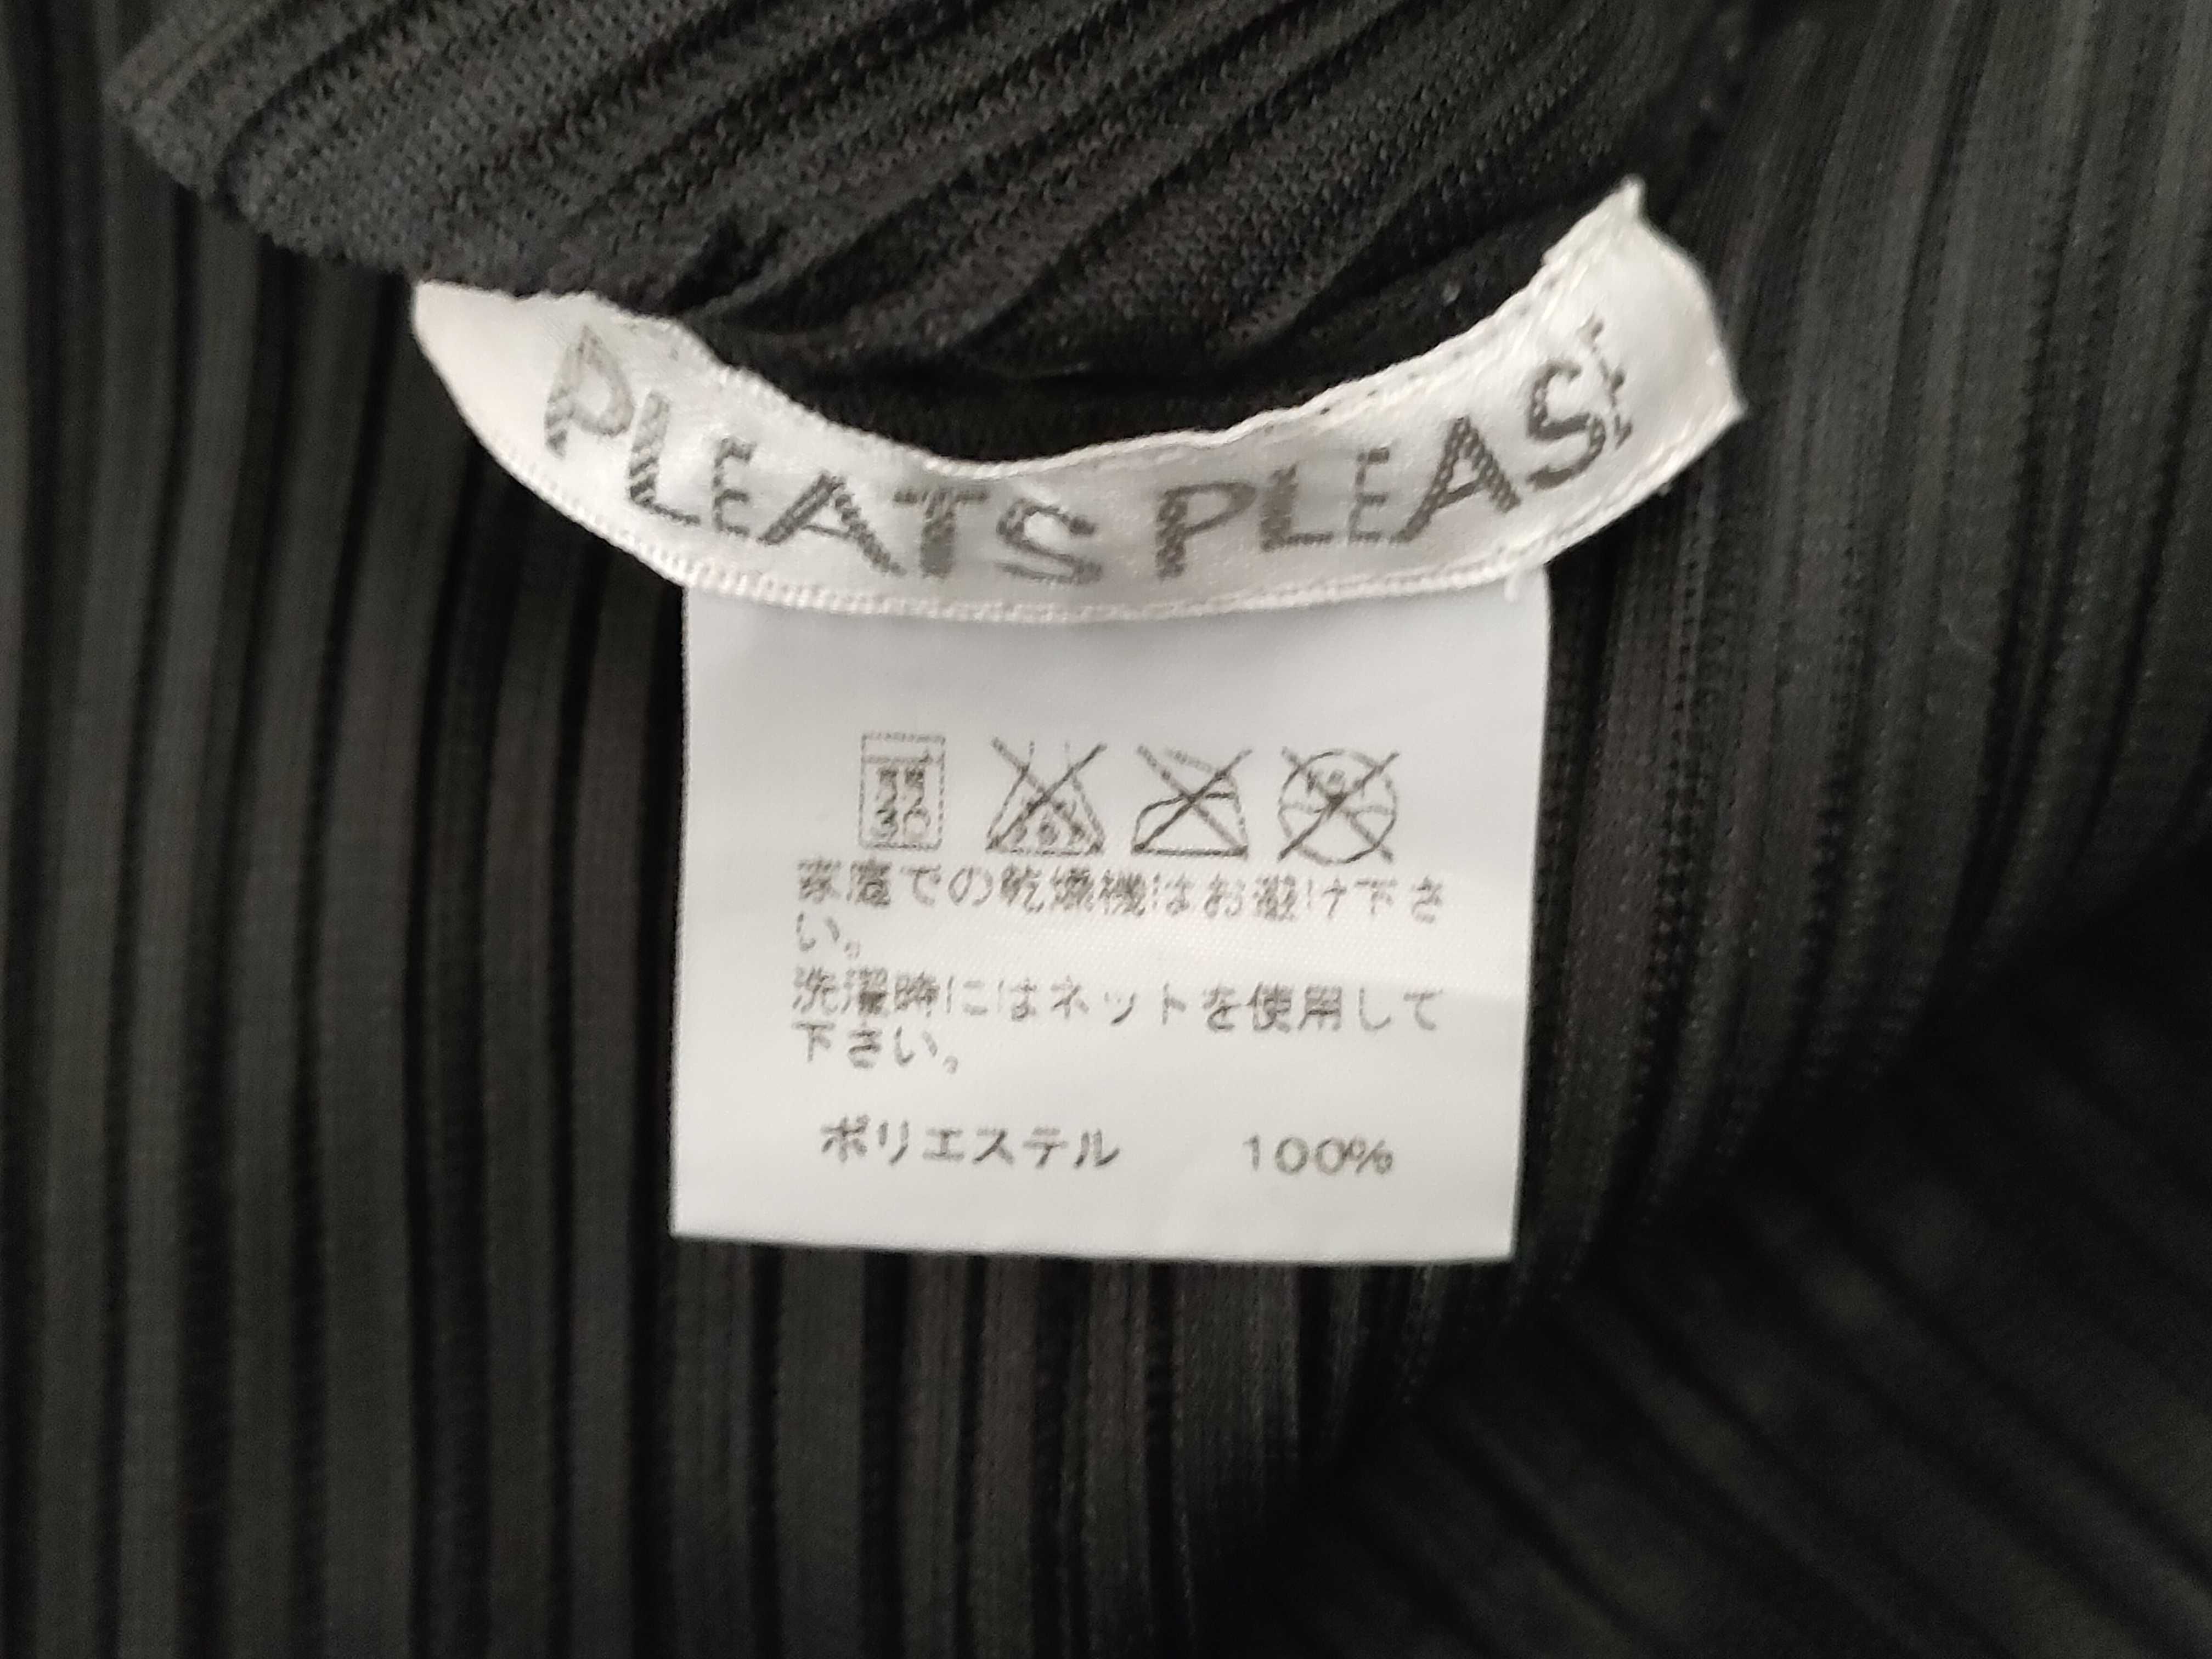 PLEATS PLEASE
弱
30
家庭での乾燥機はお避け下さ
い。
洗濯時にはネットを使用して
下さい。
ポリエステル 100%